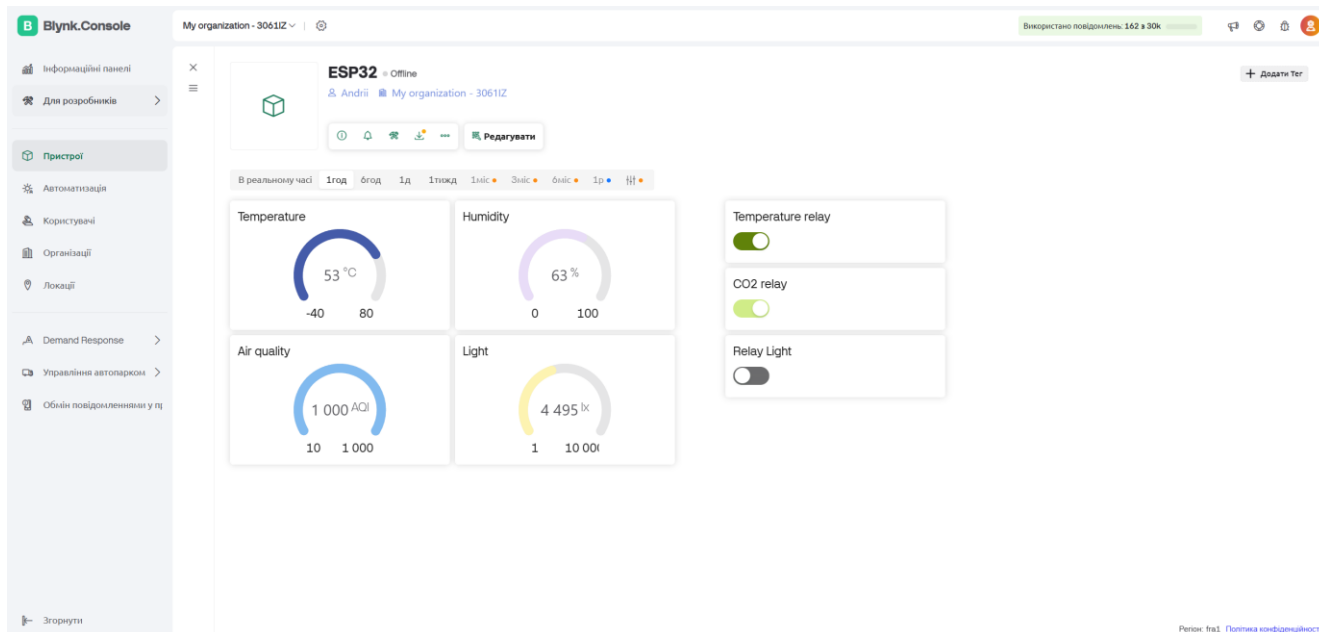 B Blynk.Console
My organization - 3061IZ
Використано повідомлень: 162 з 30k
Інформаційні панелі
Для розробників
Пристрої
Автоматизація
Користувачі
Організації
Локації
Demand Response
Управління автопарком
Обмін повідомленнями у пр
Згорнути
ESP32 Offline
Andrii My organization - 3061IZ
Додати Тег
Редагувати
В реальному часі 1год 6год 1д 1тижд 1міс 3міс 6міс 1р
Temperature
53 °C
-40 80
Humidity
63 %
0 100
Temperature relay
CO2 relay
Air quality
1 000 AQI
10 1 000
Light
4 495 lx
1 10 00
Relay Light
Регіон: fra1 Політика конфіденційност